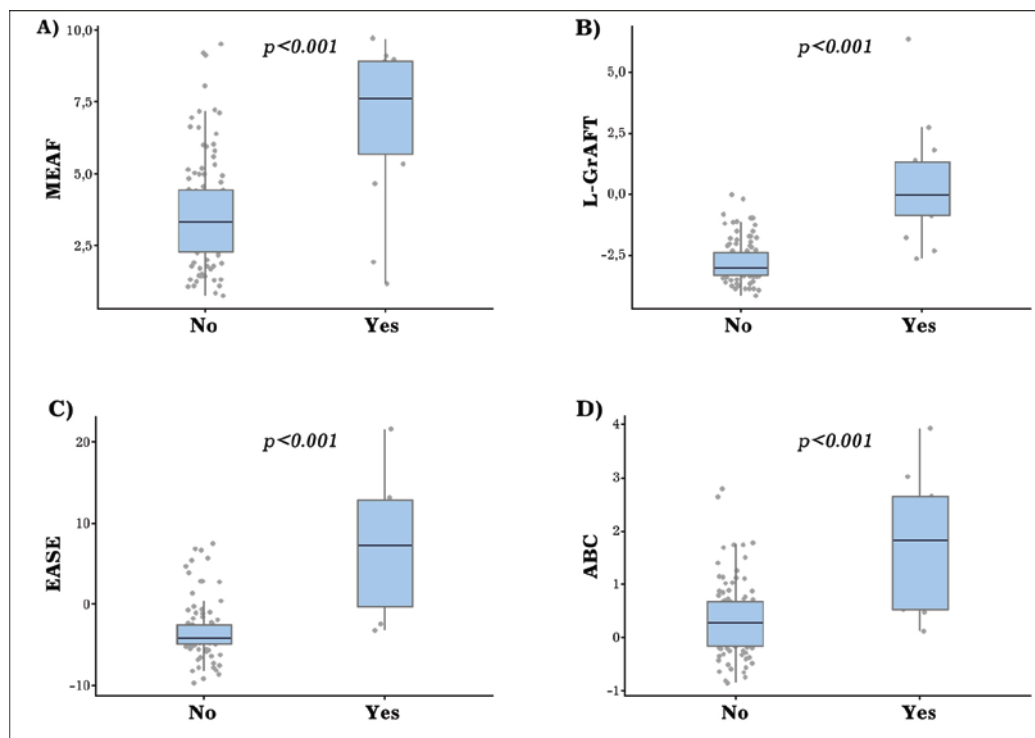 A)
p<0.001
MEAF
10,0
7,5
5,0
2,5
No
Yes
B)
p<0.001
L-GrAFT
5,0
2,5
0,0
−2,5
No
Yes
C)
p<0.001
EASE
20
10
0
−10
No
Yes
D)
p<0.001
ABC
4
3
2
1
0
−1
No
Yes